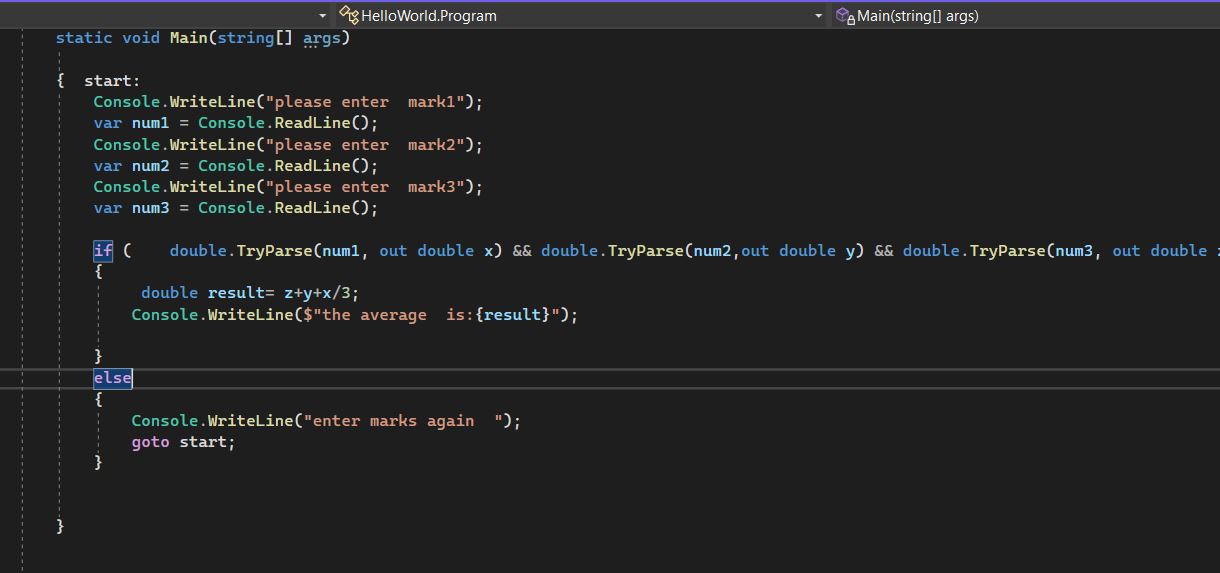 HelloWorld.Program Main(string[] args)
static void Main(string[] args)
{ start:
Console.WriteLine("please enter  mark1");
var num1 = Console.ReadLine();
Console.WriteLine("please enter  mark2");
var num2 = Console.ReadLine();
Console.WriteLine("please enter  mark3");
var num3 = Console.ReadLine();
if (    double.TryParse(num1, out double x) && double.TryParse(num2,out double y) && double.TryParse(num3, out double
{
double result= z+y+x/3;
Console.WriteLine($"the average  is:{result}");
}
else
{
Console.WriteLine("enter marks again  ");
goto start;
}
}